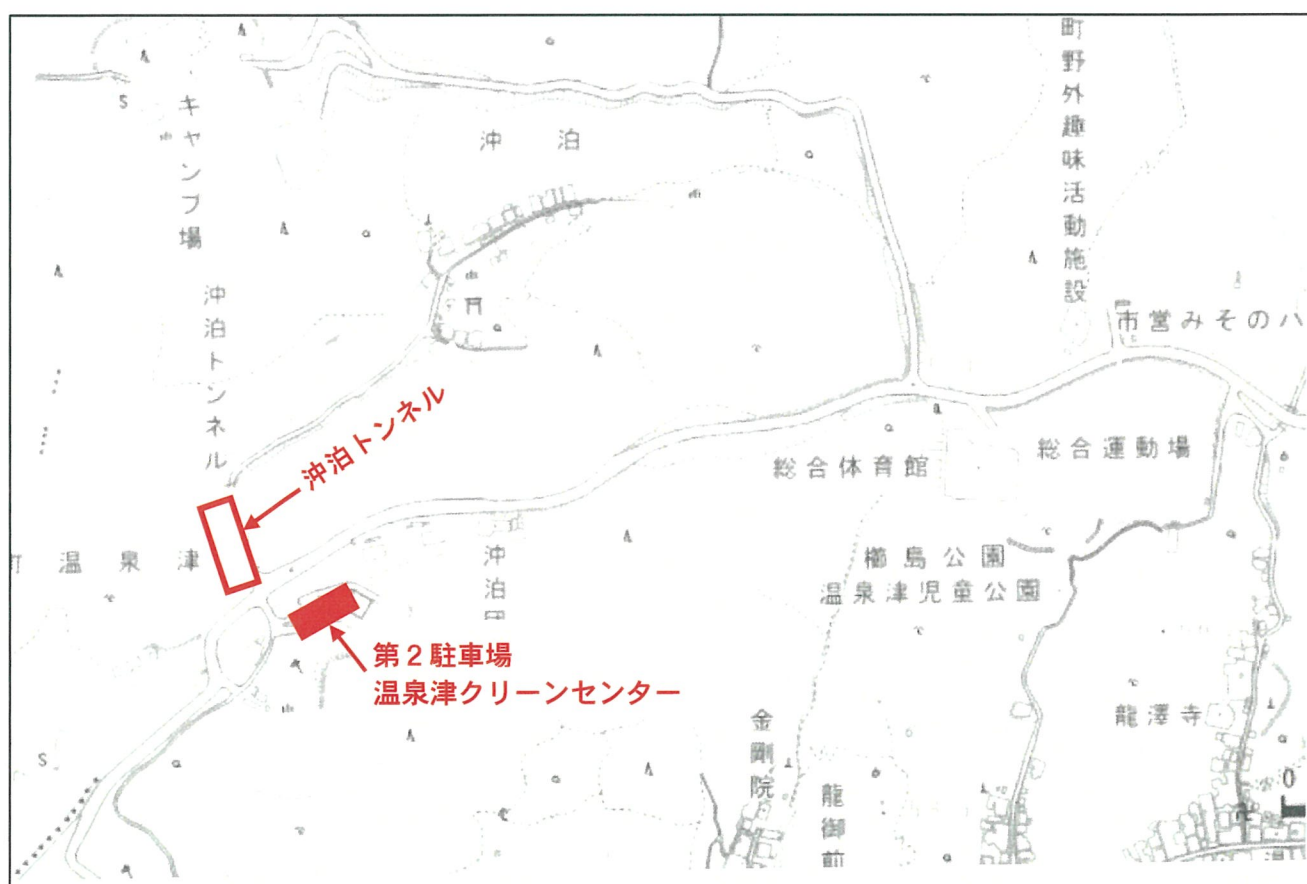 町野外趣味活動施設
キャンプ場
沖泊
市営みそのハ
沖泊トンネル
沖泊トンネル
総合体育館
総合運動場
町温泉津
沖泊
櫛島公園
温泉津児童公園
第2駐車場
温泉津クリーンセンター
金剛院
龍御前
龍澤寺
0